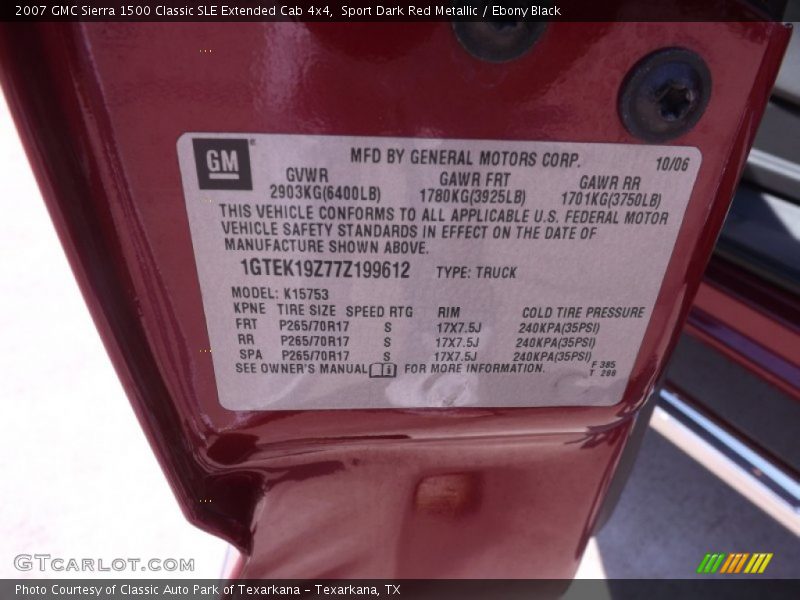 2007 GMC Sierra 1500 Classic SLE Extended Cab 4x4, Sport Dark Red Metallic / Ebony Black
GM
MFD BY GENERAL MOTORS CORP. 10/06
GVWR GAWR FRT GAWR RR
2903KG(6400LB) 1780KG(3925LB) 1701KG(3750LB)
THIS VEHICLE CONFORMS TO ALL APPLICABLE U.S. FEDERAL MOTOR
VEHICLE SAFETY STANDARDS IN EFFECT ON THE DATE OF
MANUFACTURE SHOWN ABOVE.
1GTEK19Z77Z199612 TYPE: TRUCK
MODEL: K15753
KPNE TIRE SIZE SPEED RTG RIM COLD TIRE PRESSURE
FRT P265/70R17 S 17X7.5J 240KPA(35PSI)
RR P265/70R17 S 17X7.5J 240KPA(35PSI)
SPA P265/70R17 S 17X7.5J 240KPA(35PSI)
SEE OWNER'S MANUAL FOR MORE INFORMATION.
F 385
T 288
GTCARLOT.COM
Photo Courtesy of Classic Auto Park of Texarkana – Texarkana, TX